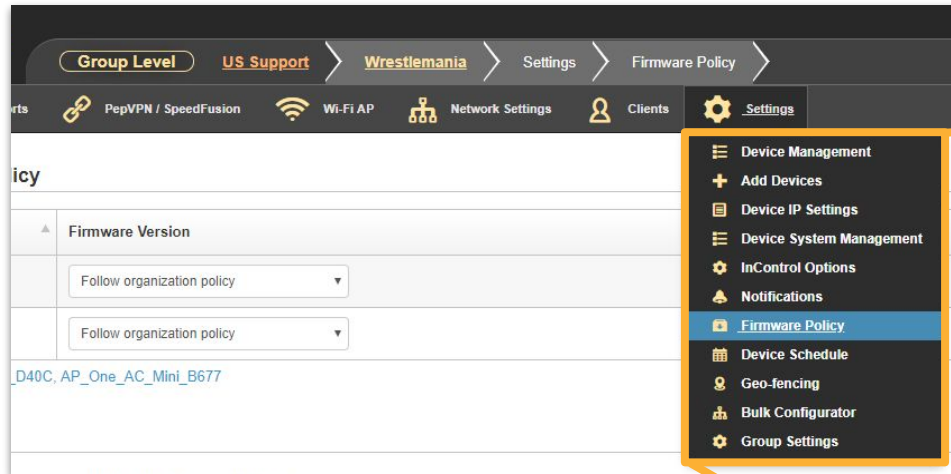 Group Level US Support Wrestlemania Settings Firmware Policy
PepVPN / SpeedFusion Wi-Fi AP Network Settings Clients Settings
Device Management
Add Devices
Device IP Settings
Device System Management
InControl Options
Notifications
Firmware Policy
Device Schedule
Geo-fencing
Bulk Configurator
Group Settings
icy
Firmware Version
Follow organization policy
Follow organization policy
_D40C, AP_One_AC_Mini_B677